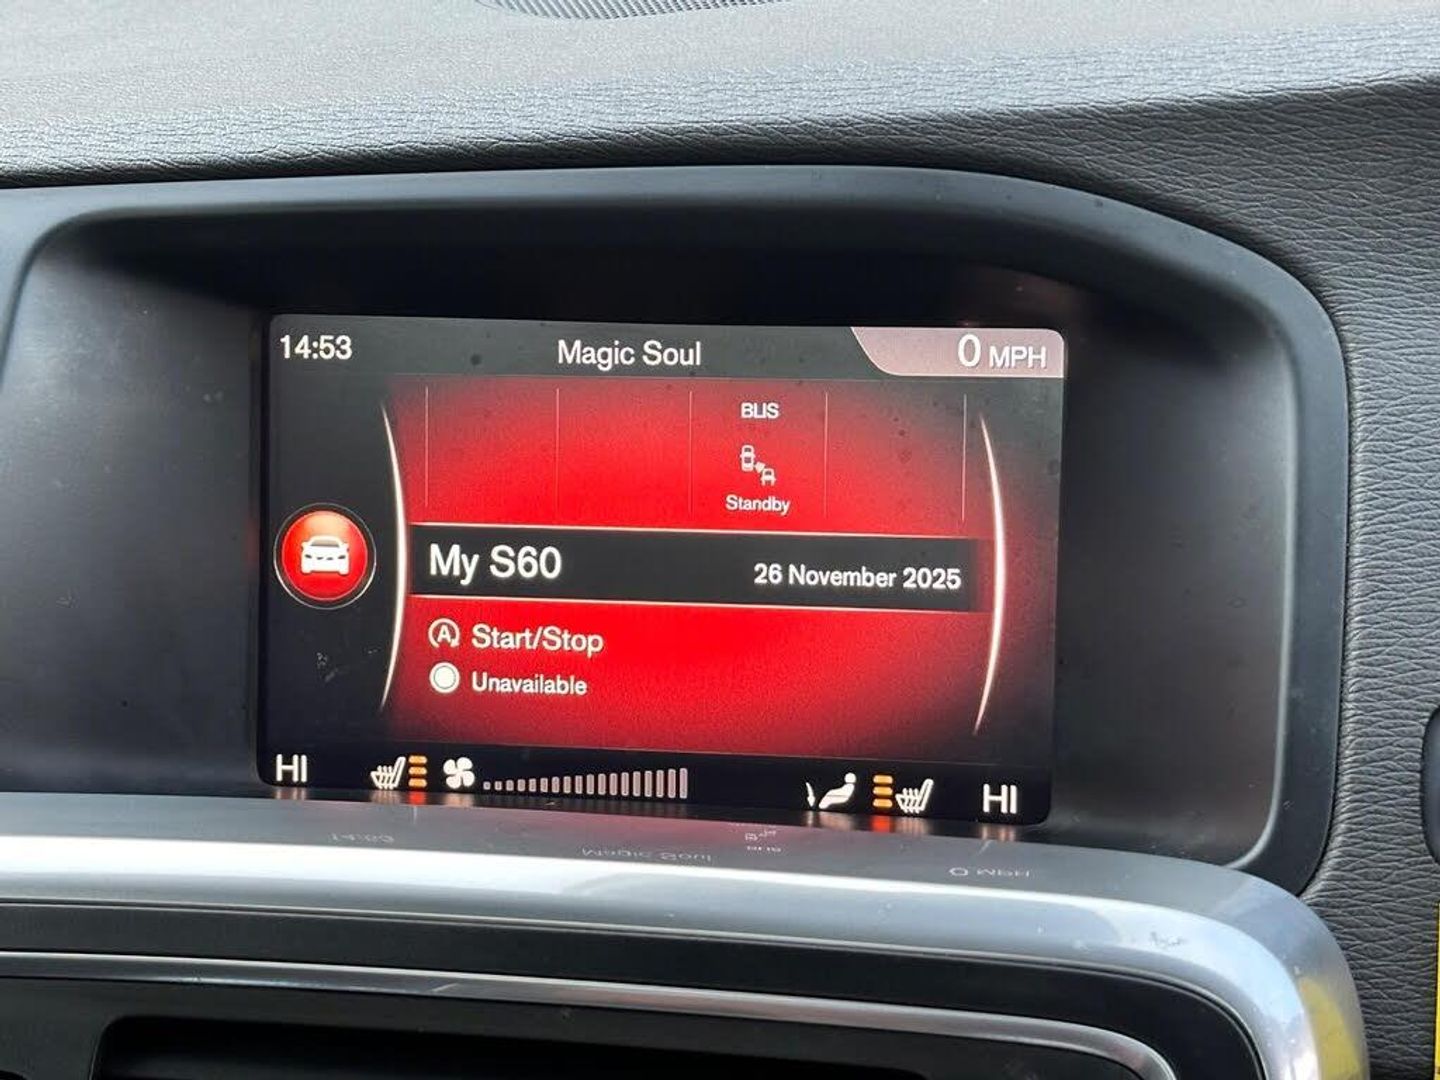 14:53 Magic Soul 0 MPH
BLIS
Standby
My S60 26 November 2025
A Start/Stop
Unavailable
HI HI